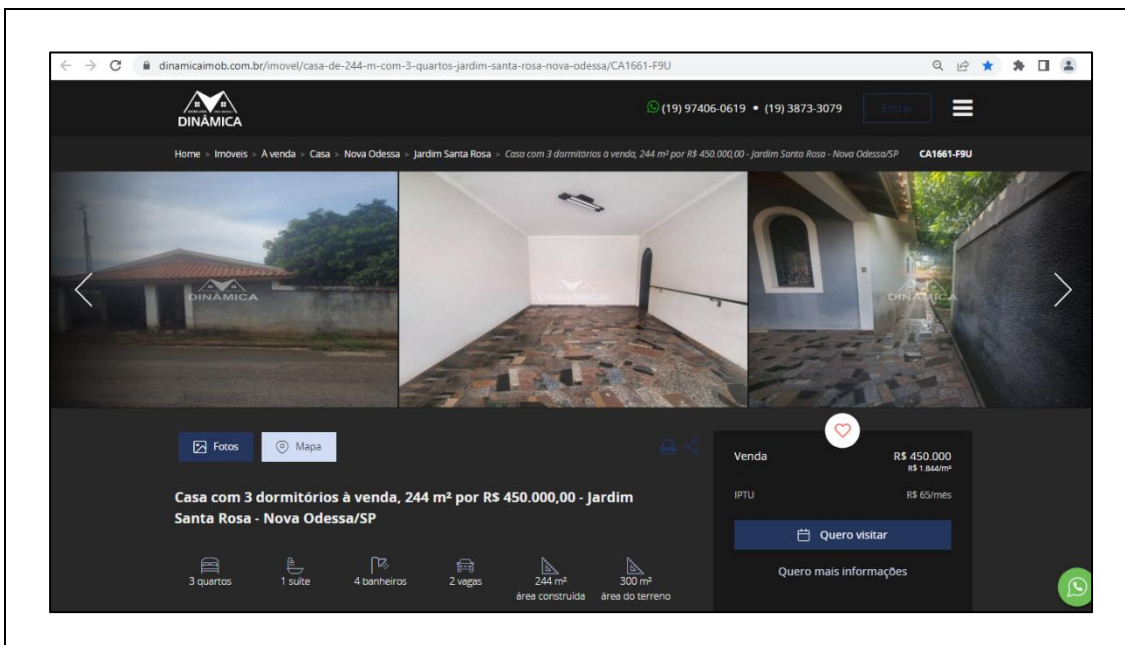 dinamicaimob.com.br/imovel/casa-de-244-m-com-3-quartos-jardim-santa-rosa-nova-odessa/CA1661-F9U
DINÂMICA
(19) 97406-0619 • (19) 3873-3079
Entrar
Home > Imóveis > À venda > Casa > Nova Odessa > Jardim Santa Rosa > Casa com 3 dormitórios à venda, 244 m² por R$ 450.000,00 - Jardim Santa Rosa - Nova Odessa/SP
CA1661-F9U
DINÂMICA
DINÂMICA
DINÂMICA
Fotos
Mapa
Casa com 3 dormitórios à venda, 244 m² por R$ 450.000,00 - Jardim
Santa Rosa - Nova Odessa/SP
3 quartos
1 suíte
4 banheiros
2 vagas
244 m²
área construída
300 m²
área do terreno
Venda
R$ 450.000
R$ 1.844/m²
IPTU
R$ 65/mês
Quero visitar
Quero mais informações